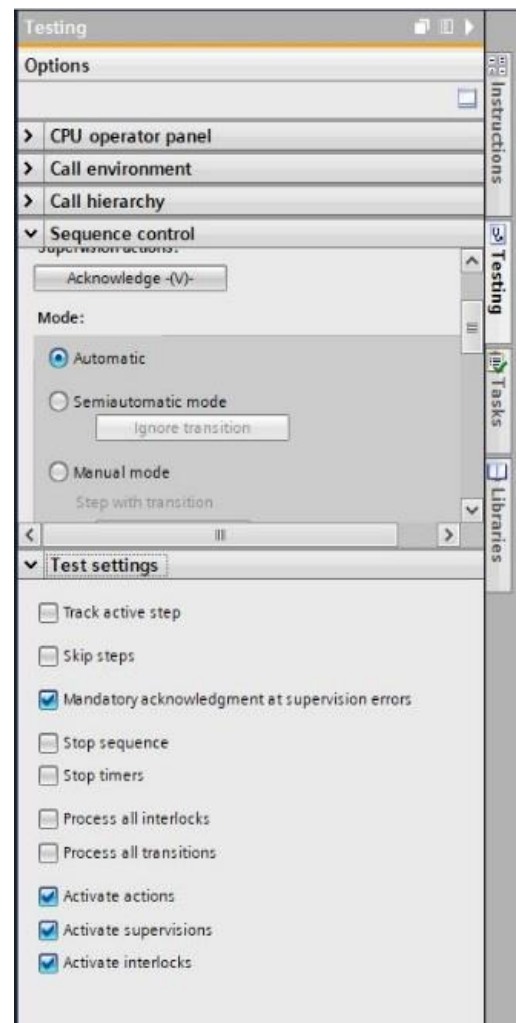 Testing
Options
CPU operator panel
Call environment
Call hierarchy
Sequence control
Supervision actions:
Acknowledge -(V)-
Mode:
Automatic
Semiautomatic mode
Ignore transition
Manual mode
Step with transition
Test settings
Track active step
Skip steps
Mandatory acknowledgment at supervision errors
Stop sequence
Stop timers
Process all interlocks
Process all transitions
Activate actions
Activate supervisions
Activate interlocks
Instructions
Testing
Tasks
Libraries